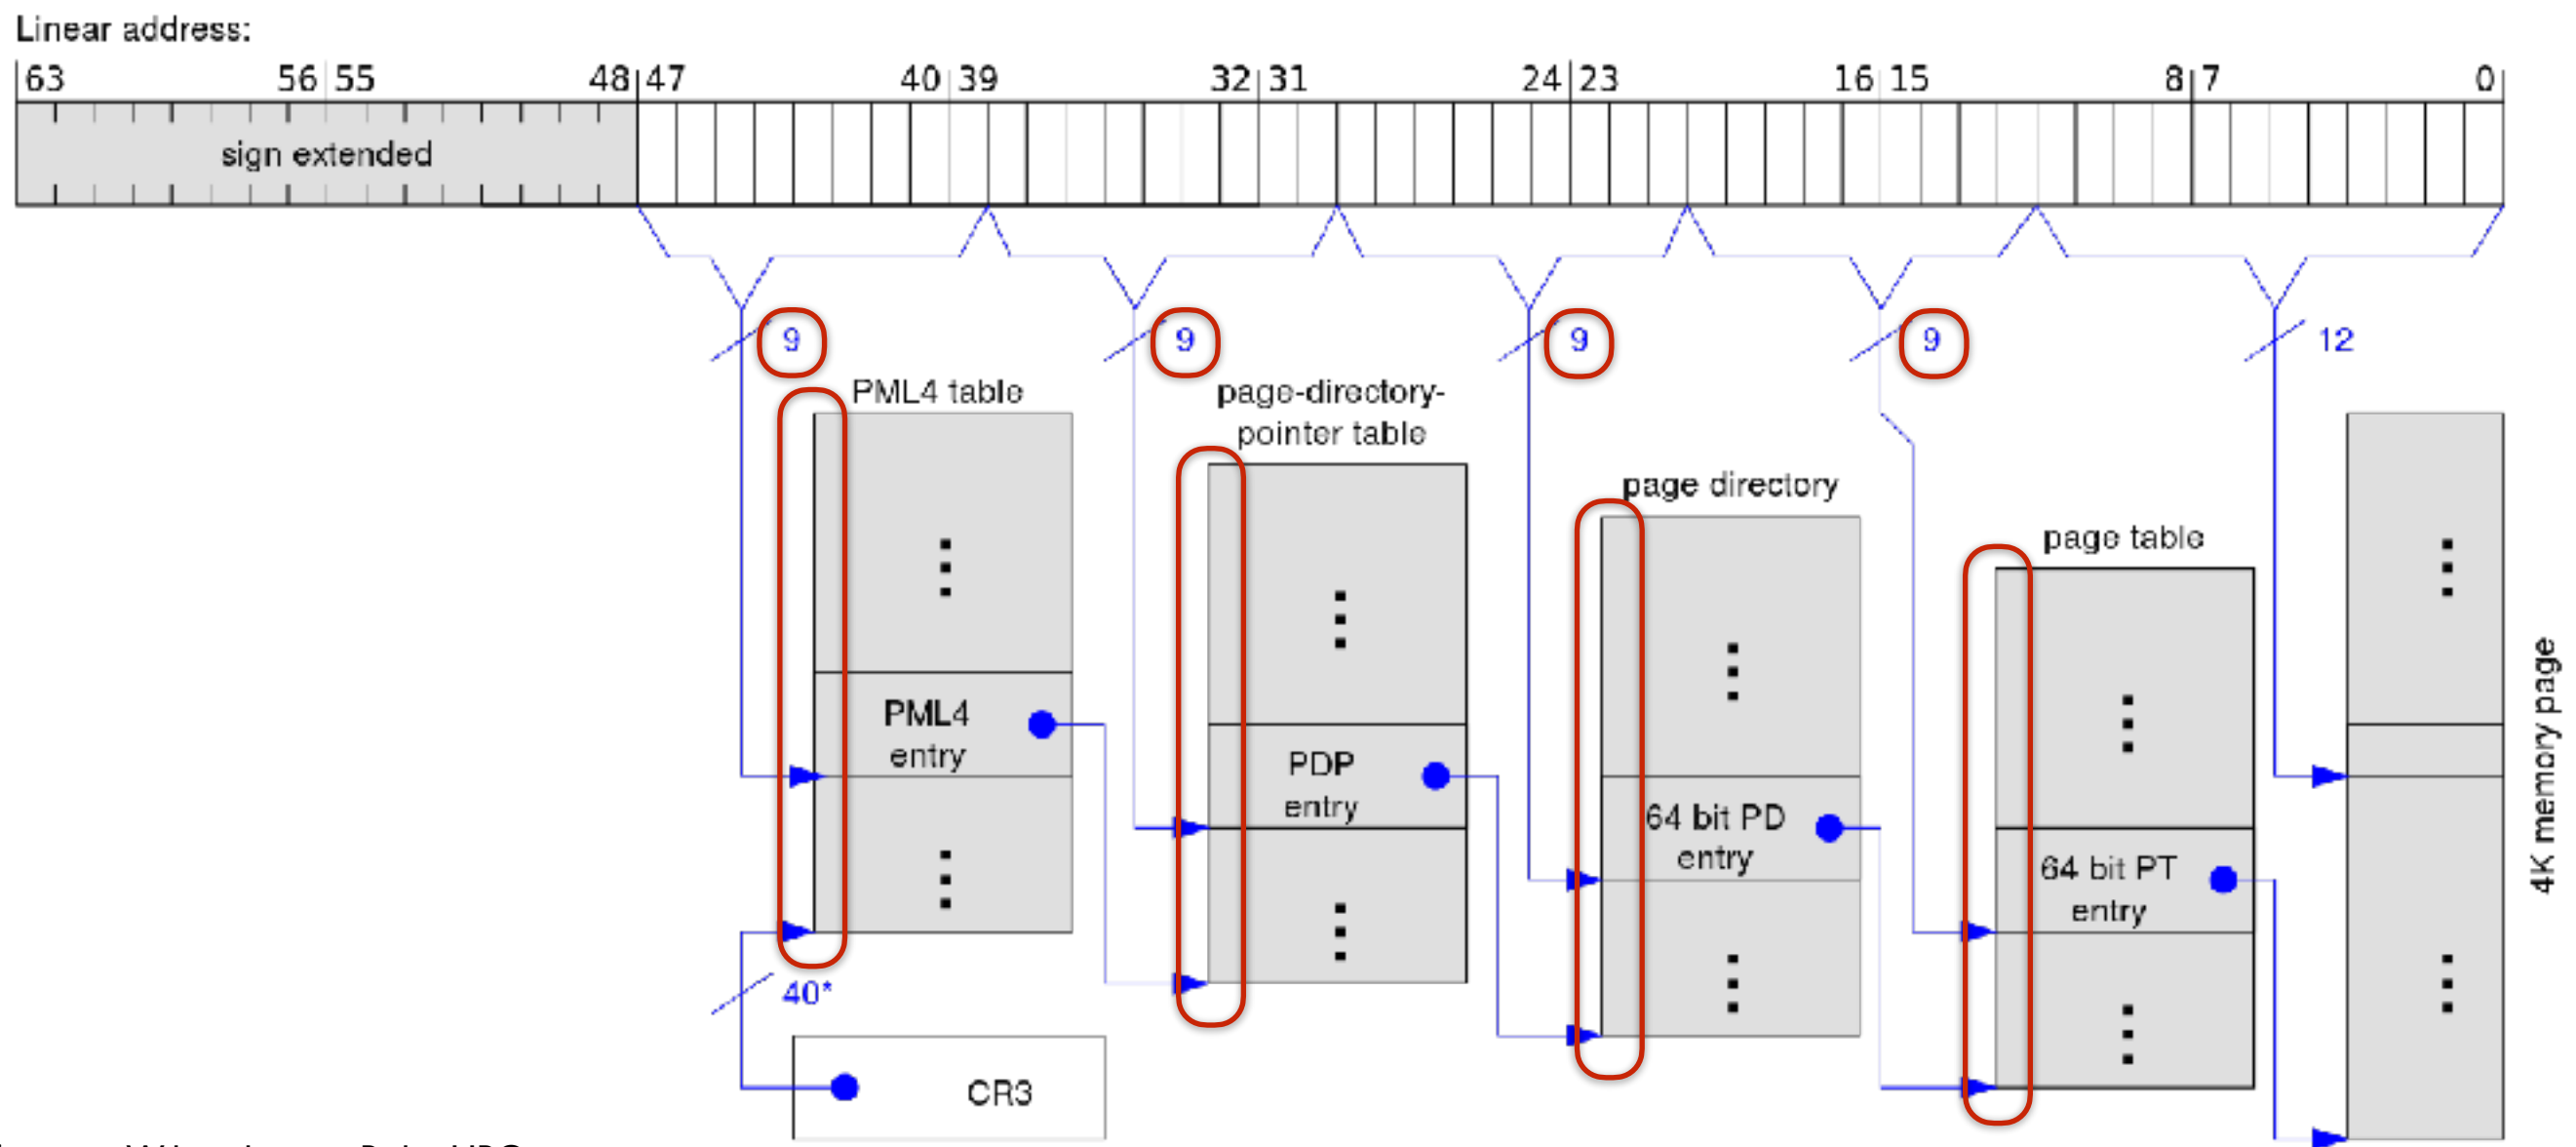 Linear address:
63 56 55 48 47 40 39 32 31 24 23 16 15 8 7 0
sign extended
9 9 9 9 12
PML4 table
page-directory-
pointer table
page directory
page table
PML4
entry
PDP
entry
64 bit PD
entry
64 bit PT
entry
4K memory page
40*
CR3